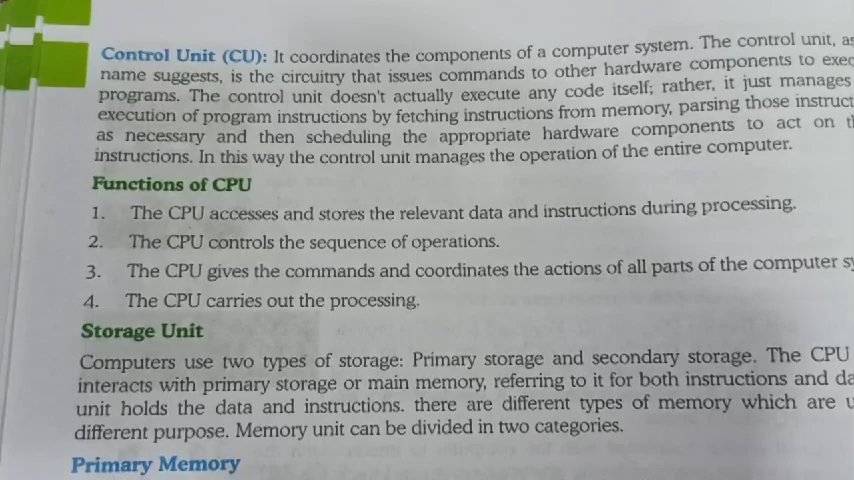 Control Unit (CU): It coordinates the components of a computer system. The control unit, as
name suggests, is the circuitry that issues commands to other hardware components to
programs. The control unit doesn't actually execute any code itself; rather, it just manages
execution of program instructions by fetching instructions from memory, parsing those
as necessary and then scheduling the appropriate hardware components to act on
instructions. In this way the control unit manages the operation of the entire computer.
Functions of CPU
1. The CPU accesses and stores the relevant data and instructions during processing.
2. The CPU controls the sequence of operations.
3. The CPU gives the commands and coordinates the actions of all parts of the computer
4. The CPU carries out the processing.
Storage Unit
Computers use two types of storage: Primary storage and secondary storage. The CPU
interacts with primary storage or main memory, referring to it for both instructions and
unit holds the data and instructions. there are different types of memory which are
different purpose. Memory unit can be divided in two categories.
Primary Memory